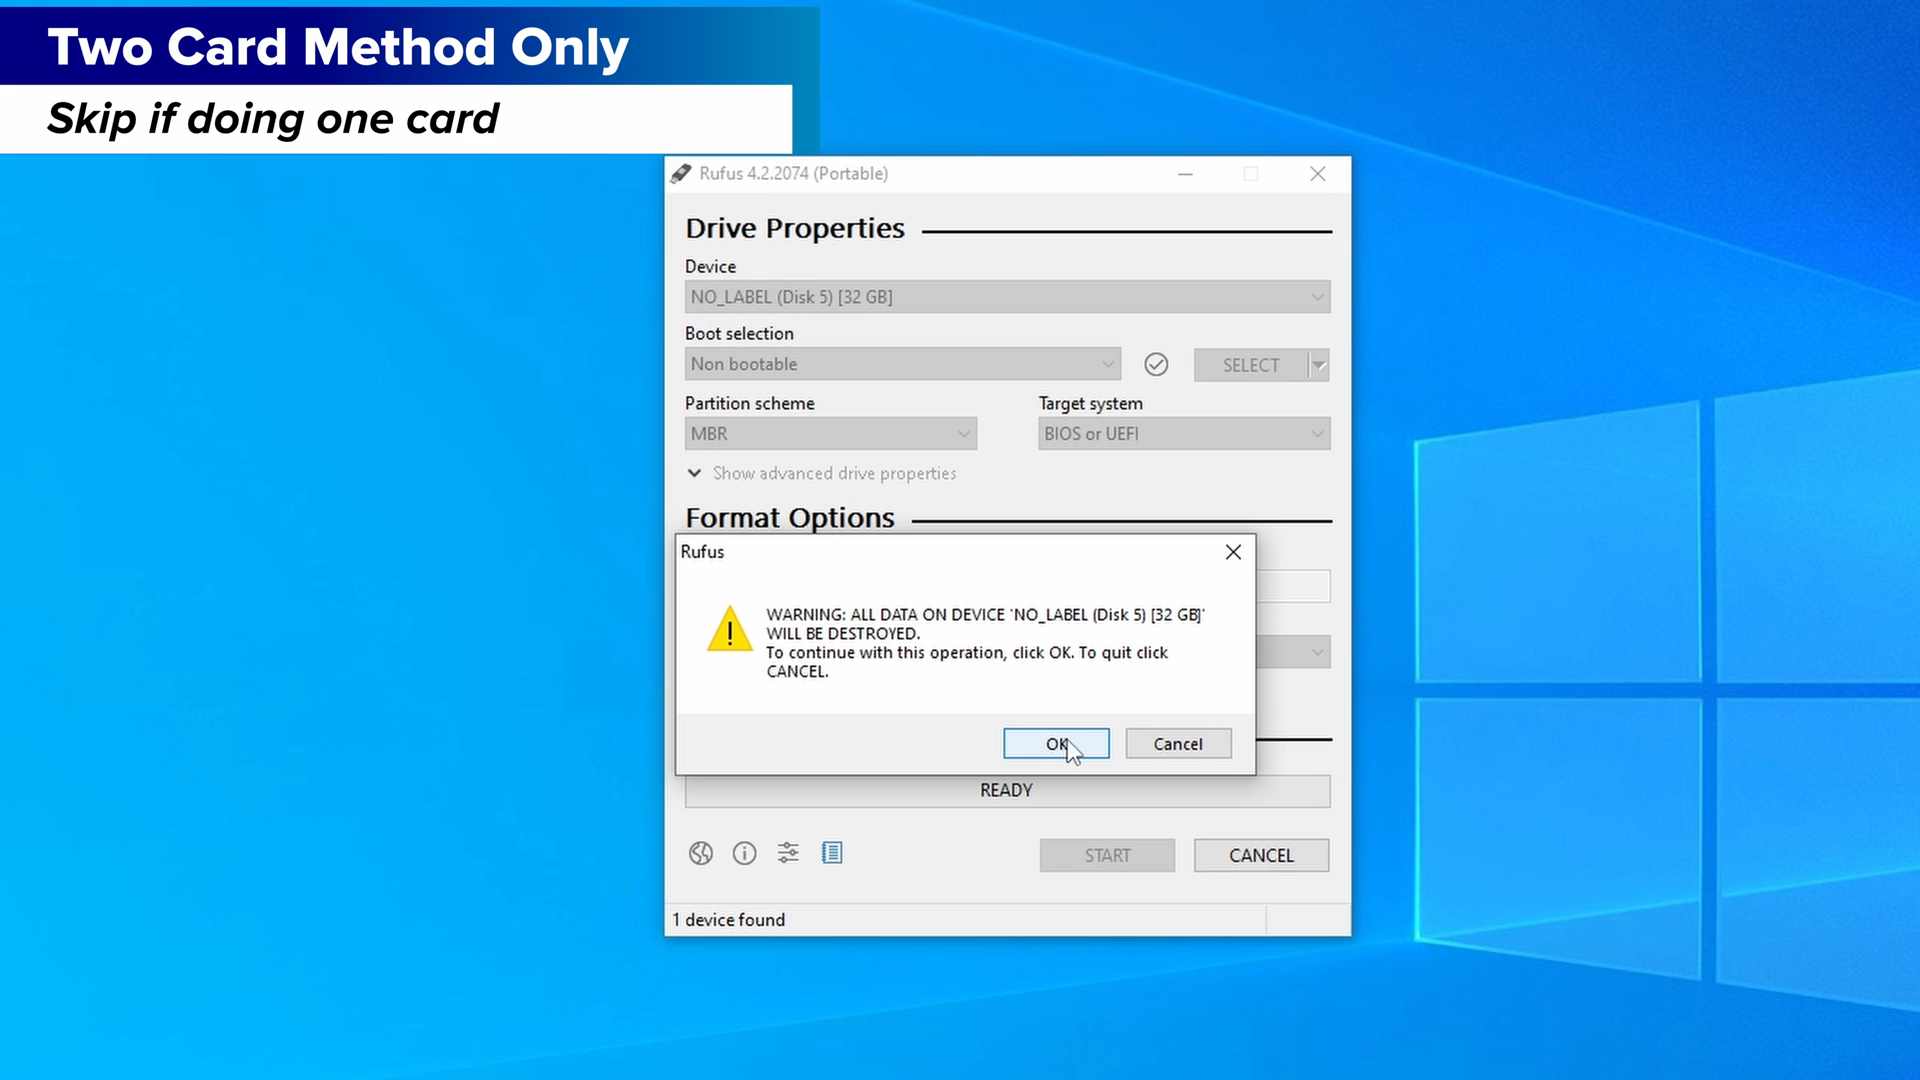 Two Card Method Only
Skip if doing one card
Rufus 4.2.2074 (Portable)
Drive Properties
Device
NO_LABEL (Disk 5) [32 GB]
Boot selection
Non bootable
SELECT
Partition scheme
Target system
MBR
BIOS or UEFI
Show advanced drive properties
Format Options
Rufus
WARNING: ALL DATA ON DEVICE 'NO_LABEL (Disk 5) [32 GB]'
WILL BE DESTROYED.
To continue with this operation, click OK. To quit click
CANCEL.
OK
Cancel
READY
START
CANCEL
1 device found